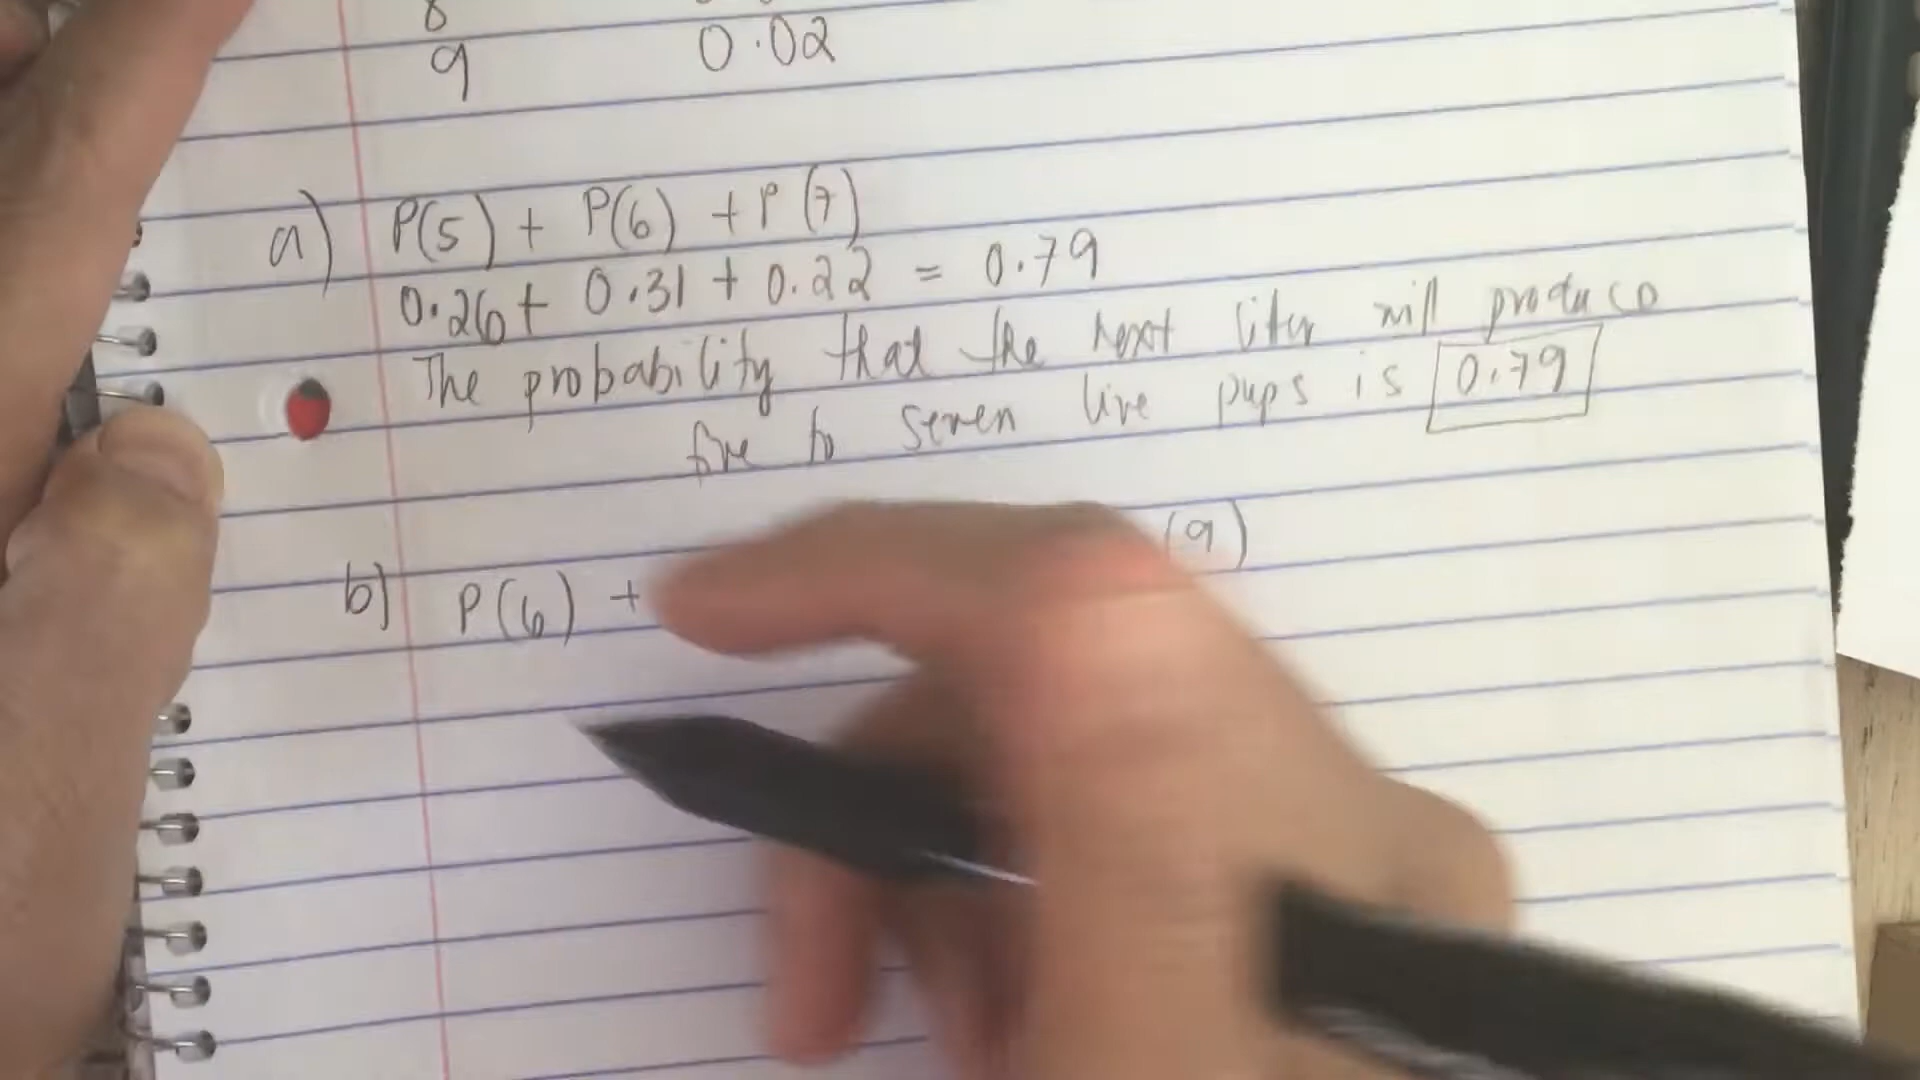 8
9 0.02
a) P(5) + P(6) + P(7)
0.26 + 0.31 + 0.22 = 0.79
The probability that the next liter will produce
five to seven live pups is 0.79
b) P(6) + (9)